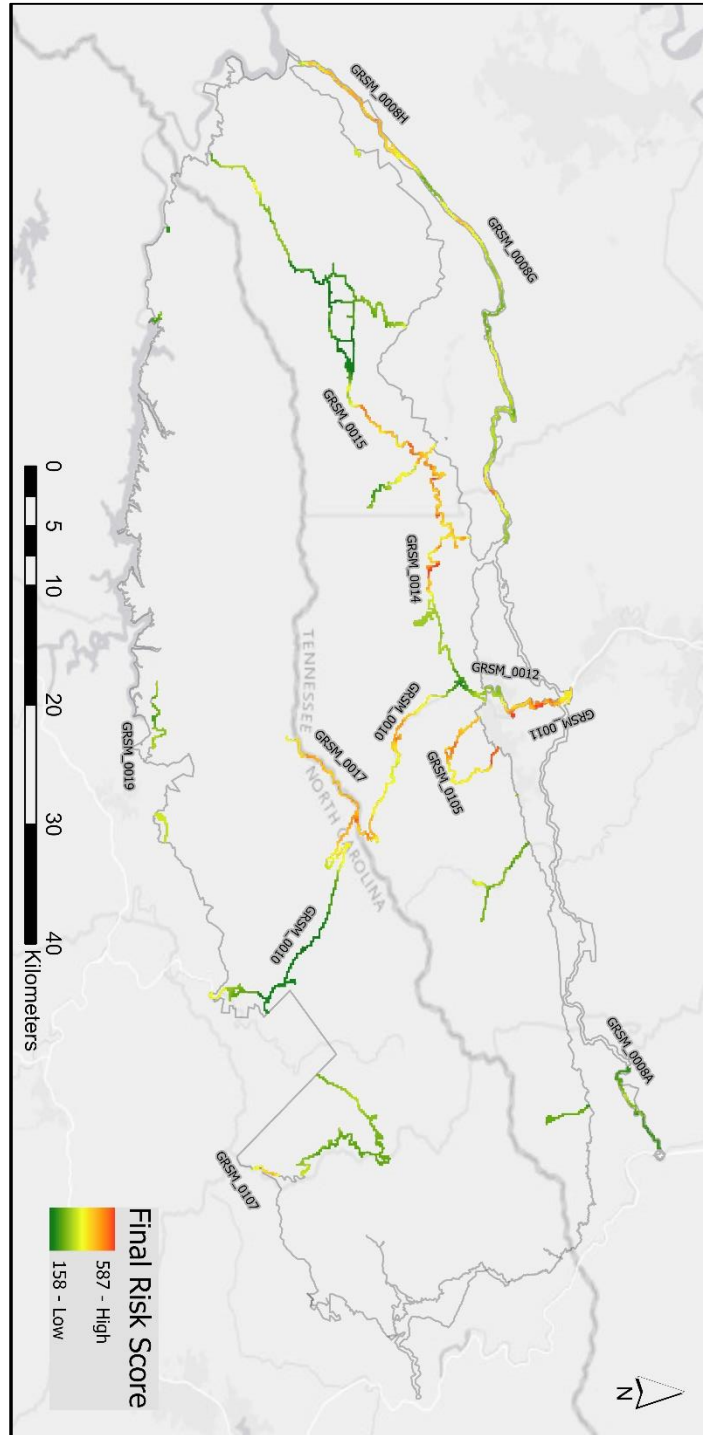 GRSM_0008H
GRSM_0008G
GRSM_0015
GRSM_0014
GRSM_0012
GRSM_0011
GRSM_0010
GRSM_0105
GRSM_0017
TENNESSEE
NORTH CAROLINA
GRSM_0019
GRSM_0010
GRSM_0008A
GRSM_0107
0 5 10 20 30 40
Kilometers
Final Risk Score
587 - High
158 - Low
N